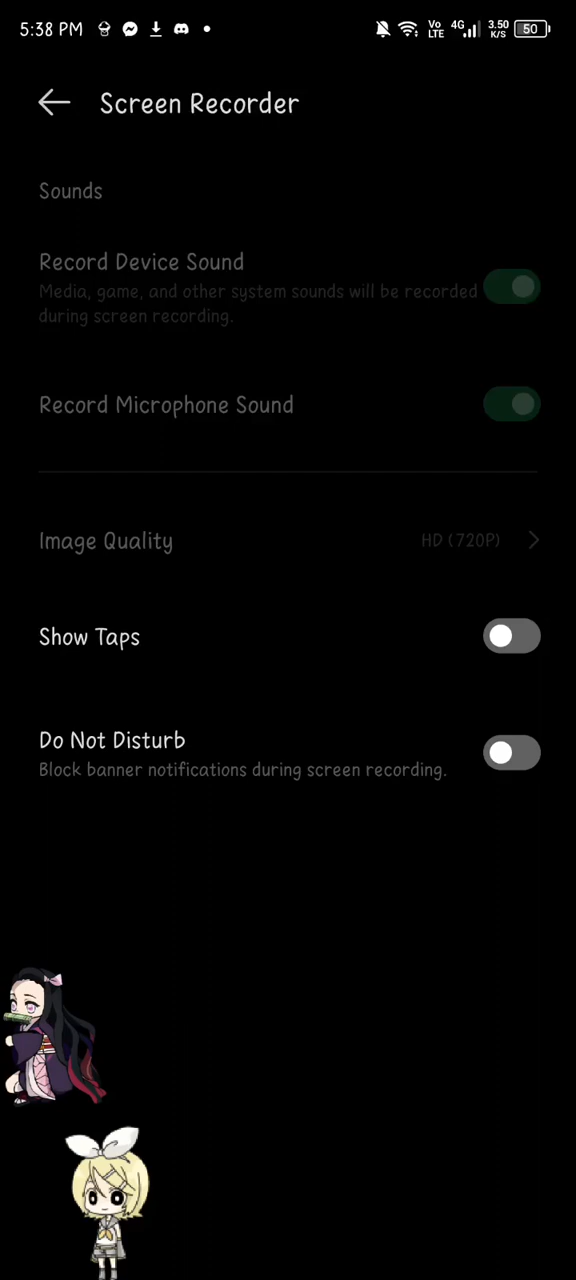 5:38 PM Vo LTE 4G 3.50 K/S 50
Screen Recorder
Sounds
Record Device Sound
Media, game, and other system sounds will be recorded
during screen recording.
Record Microphone Sound
Image Quality HD (720P)
Show Taps
Do Not Disturb
Block banner notifications during screen recording.